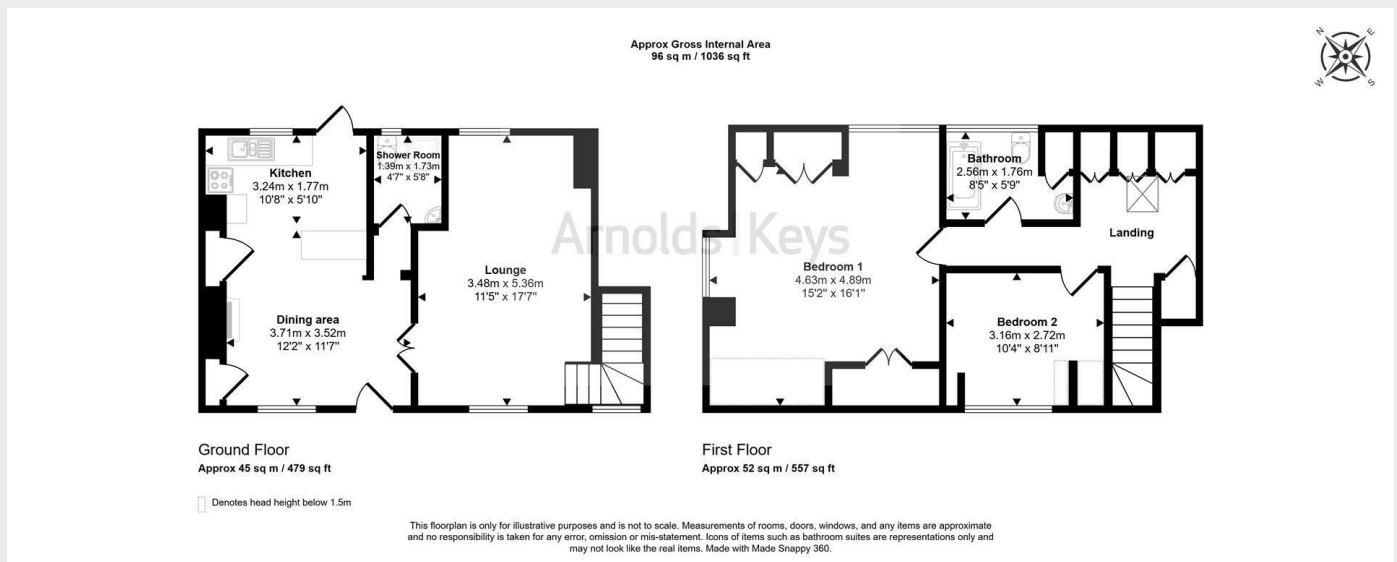 Approx Gross Internal Area
96 sq m / 1036 sq ft
N
E
W
S
Kitchen
3.24m x 1.77m
10'8" x 5'10"
Shower Room
1.39m x 1.73m
4'7" x 5'8"
Lounge
3.48m x 5.36m
11'5" x 17'7"
Dining area
3.71m x 3.52m
12'2" x 11'7"
Arnolds | Keys
Bathroom
2.56m x 1.76m
8'5" x 5'9"
Landing
Bedroom 1
4.63m x 4.89m
15'2" x 16'1"
Bedroom 2
3.16m x 2.72m
10'4" x 8'11"
Ground Floor
Approx 45 sq m / 479 sq ft
First Floor
Approx 52 sq m / 557 sq ft
Denotes head height below 1.5m
This floorplan is only for illustrative purposes and is not to scale. Measurements of rooms, doors, windows, and any items are approximate
and no responsibility is taken for any error, omission or mis-statement. Icons of items such as bathroom suites are representations only and
may not look like the real items. Made with Made Snappy 360.